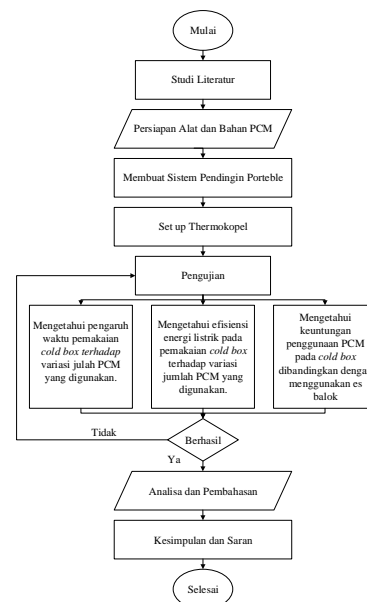 Mulai
Studi Literatur
Persiapan Alat dan Bahan PCM
Membuat Sistem Pendingin Porteble
Set up Thermokopel
Pengujian
Mengetahui pengaruh
waktu pemakaian
cold box terhadap
variasi julah PCM
yang digunakan.
Mengetahui efisiensi
energi listrik pada
pemakaian cold box
terhadap variasi
jumlah PCM yang
digunakan.
Mengetahui
keuntungan
penggunaan PCM
pada cold box
dibandingkan denga
menggunakan es
balok
Tidak
Berhasil
Ya
Analisa dan Pembahasan
Kesimpulan dan Saran
Selesai